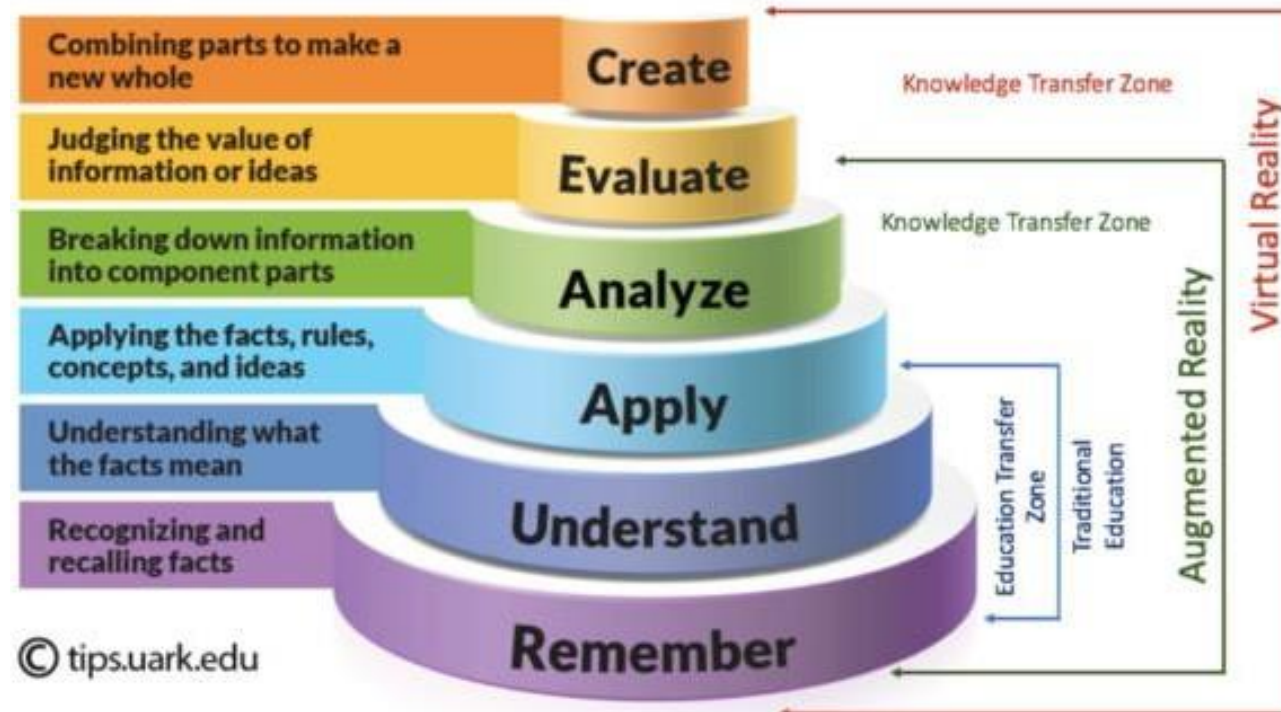 Combining parts to make a
new whole
Create
Knowledge Transfer Zone
Judging the value of
information or ideas
Evaluate
Knowledge Transfer Zone
Breaking down information
into component parts
Analyze
Applying the facts, rules,
concepts, and ideas
Apply
Understanding what
the facts mean
Understand
Recognizing and
recalling facts
Remember
Education Transfer
Zone
Traditional
Education
Augmented Reality
Virtual Reality
© tips.uark.edu